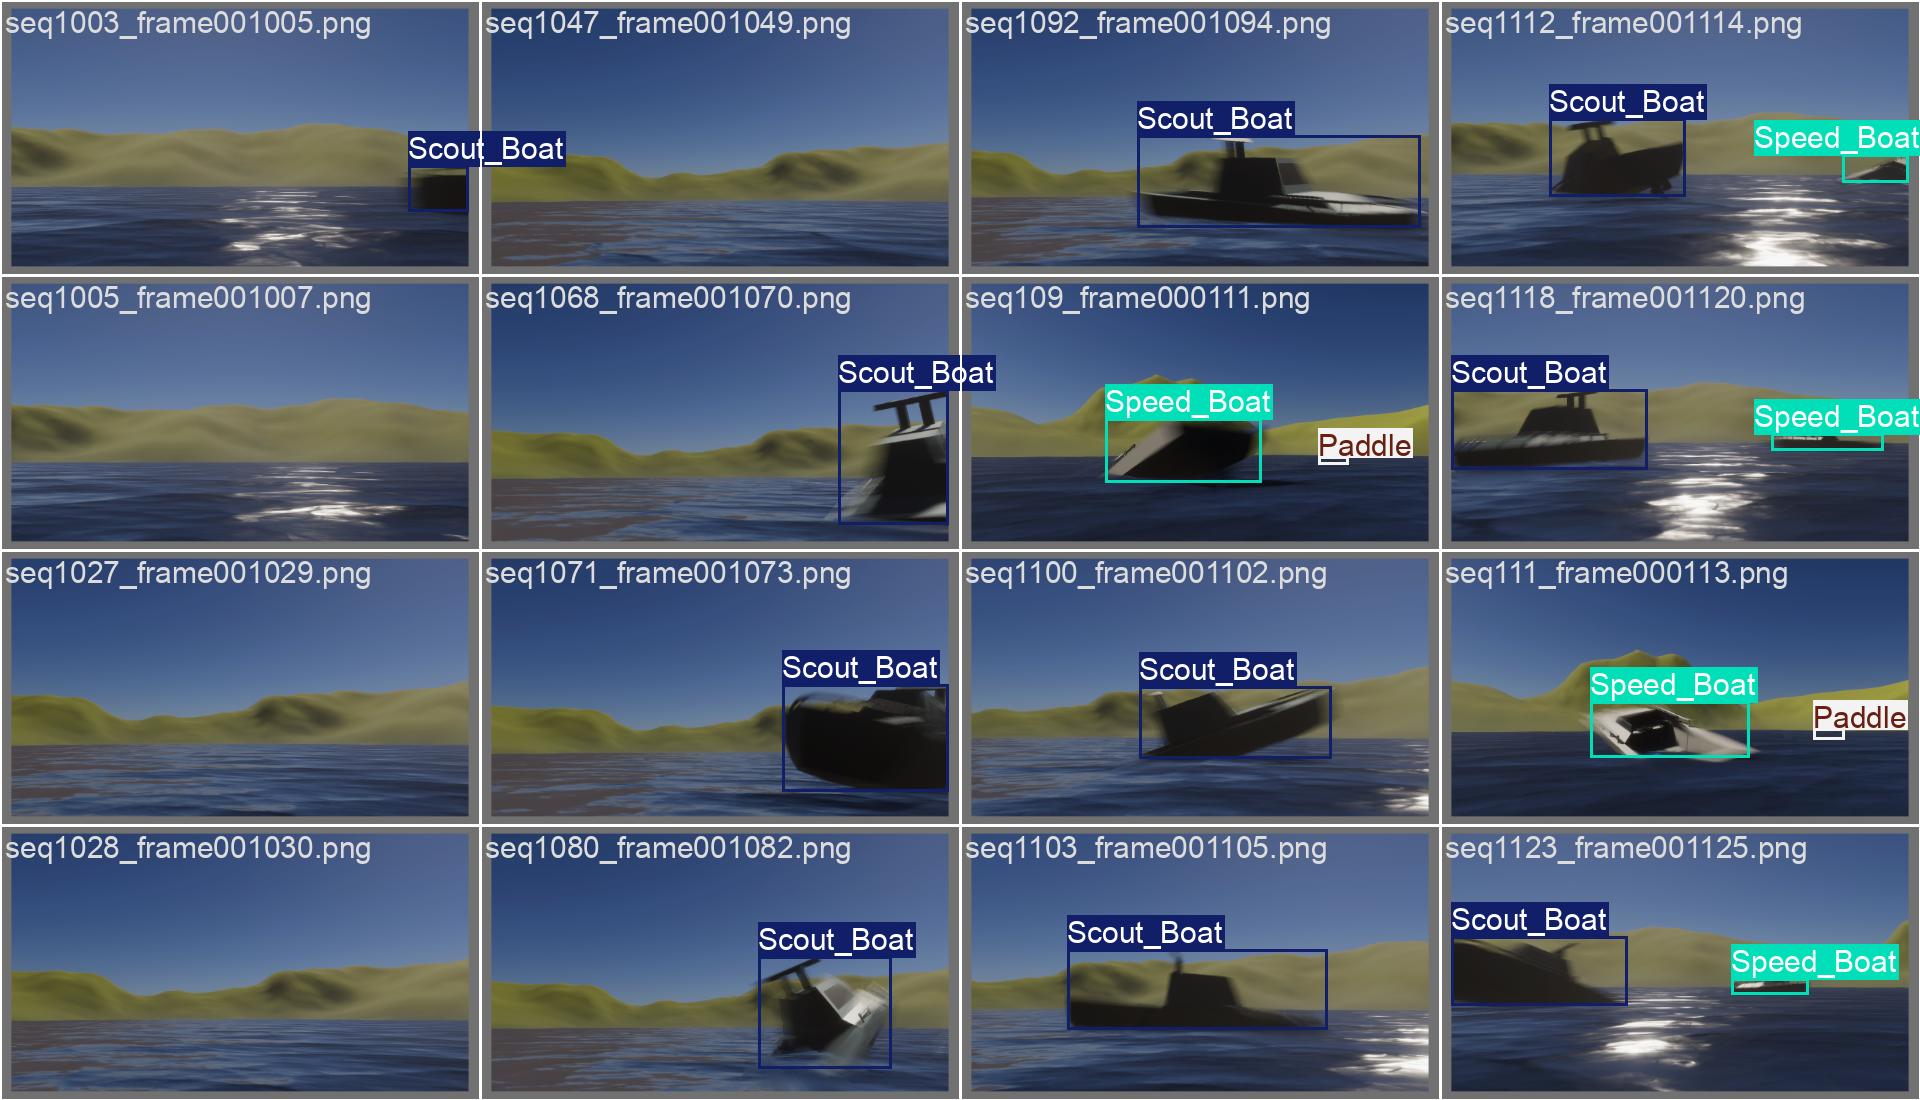 seq1003_frame001005.png
Scout_Boat
seq1047_frame001049.png
seq1092_frame001094.png
Scout_Boat
seq1112_frame001114.png
Scout_Boat
Speed_Boat
seq1005_frame001007.png
seq1068_frame001070.png
Scout_Boat
seq109_frame000111.png
Speed_Boat
Paddle
seq1118_frame001120.png
Scout_Boat
Speed_Boat
seq1027_frame001029.png
seq1071_frame001073.png
Scout_Boat
seq1100_frame001102.png
Scout_Boat
seq111_frame000113.png
Speed_Boat
Paddle
seq1028_frame001030.png
seq1080_frame001082.png
Scout_Boat
seq1103_frame001105.png
Scout_Boat
seq1123_frame001125.png
Scout_Boat
Speed_Boat